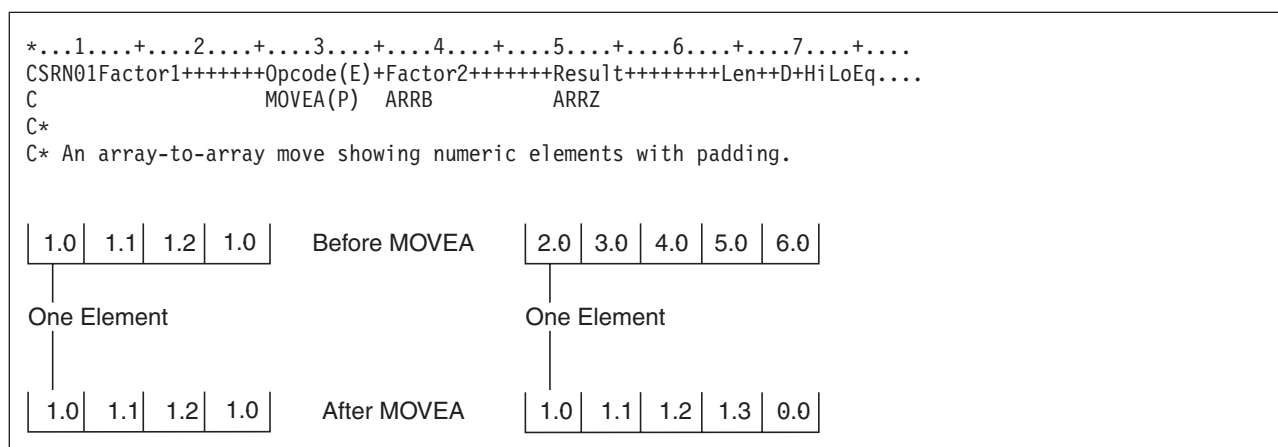 *...1....+....2....+....3....+....4....+....5....+....6....+....7....+....
CSRN01Factor1+++++++Opcode(E)+Factor2+++++++Result++++++++Len++D+HiLoEq....
C                   MOVEA(P)  ARRB          ARRZ
C*
C* An array-to-array move showing numeric elements with padding.
1.0 1.1 1.2 1.0 Before MOVEA 2.0 3.0 4.0 5.0 6.0
One Element One Element
1.0 1.1 1.2 1.0 After MOVEA 1.0 1.1 1.2 1.3 0.0